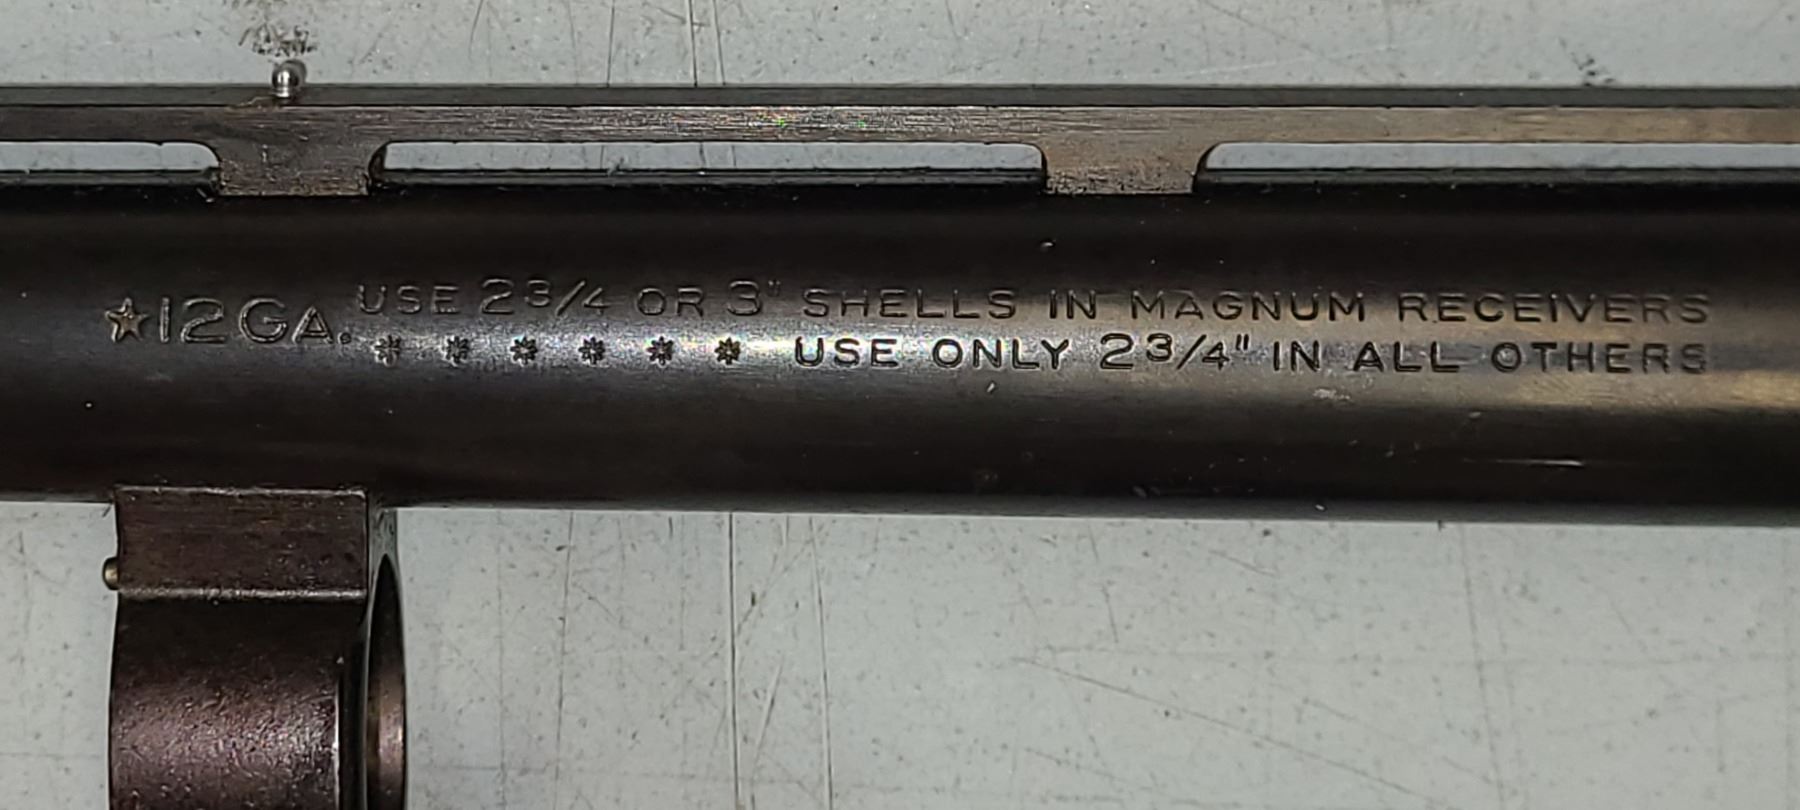 ★12GA. USE 2 3/4 OR 3" SHELLS IN MAGNUM RECEIVERS
✱ ✱ ✱ ✱ ✱ ✱ USE ONLY 2 3/4" IN ALL OTHERS